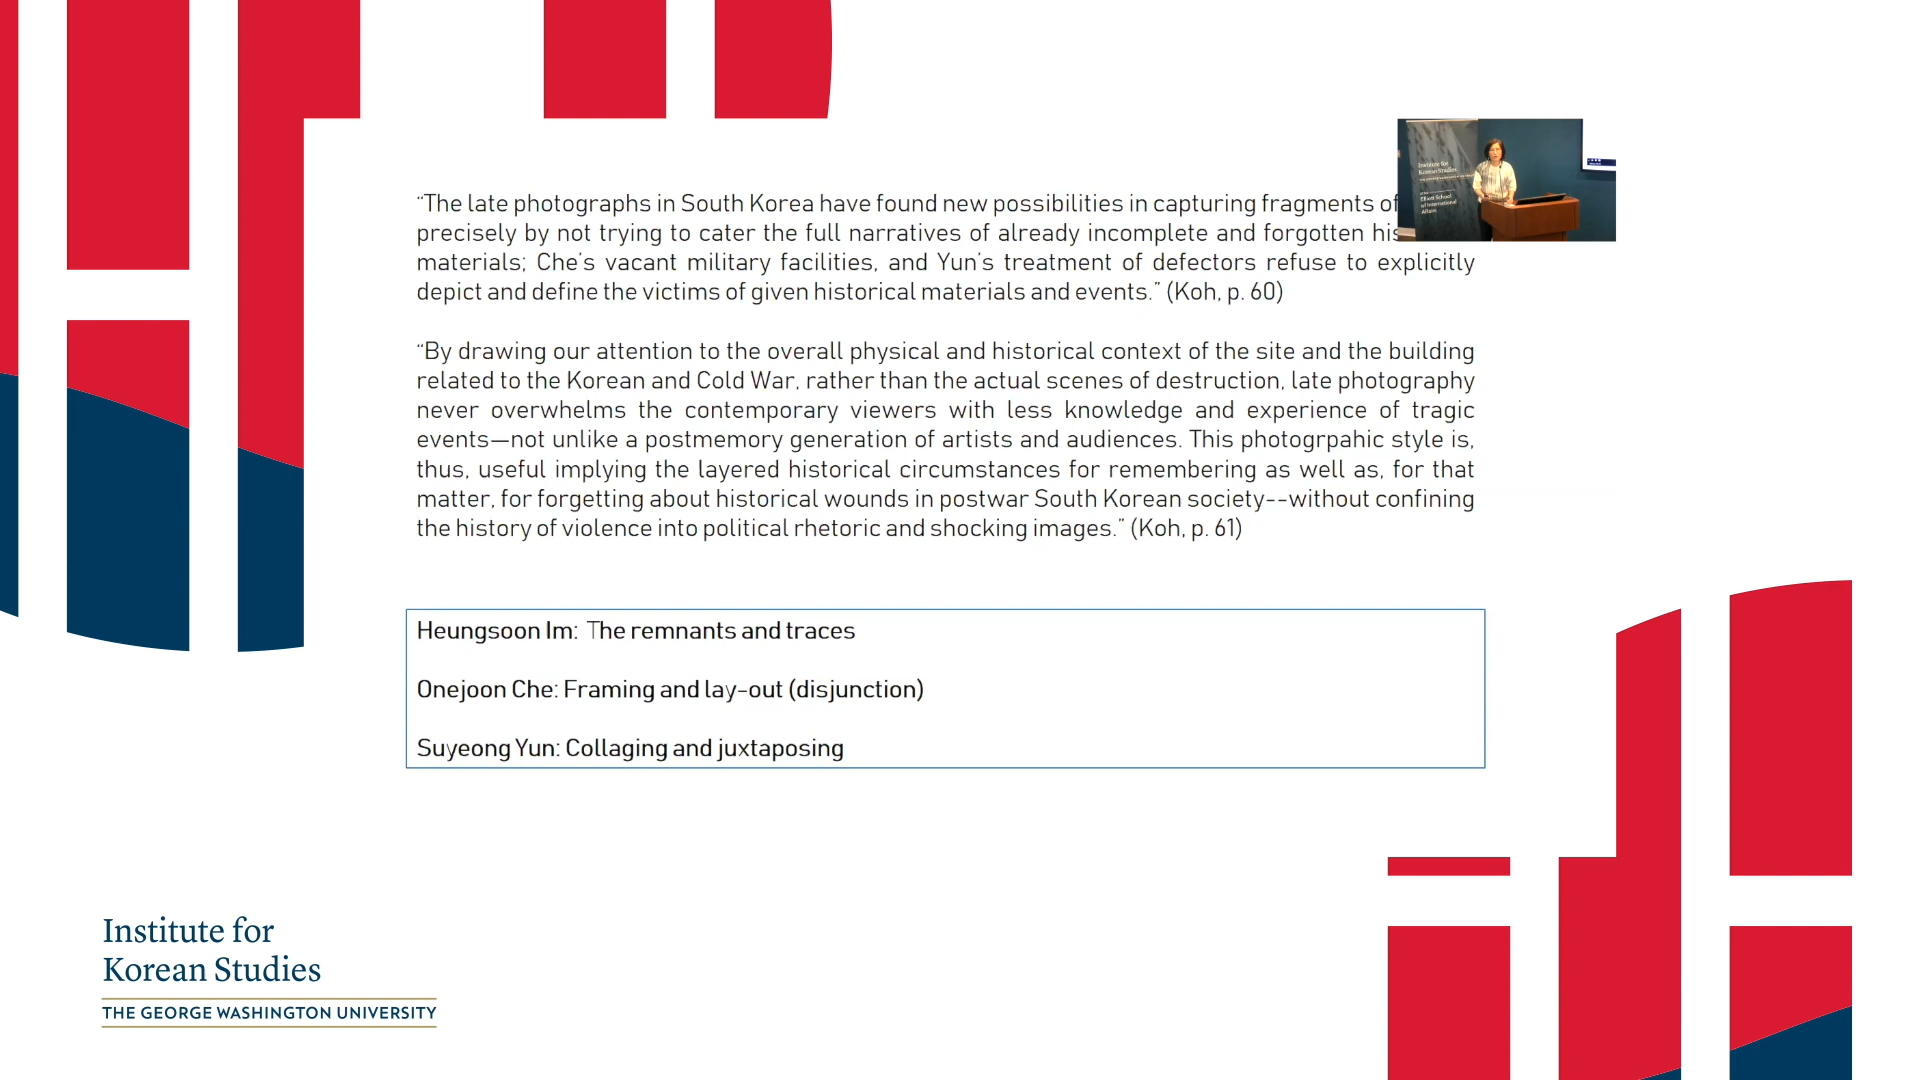 “The late photographs in South Korea have found new possibilities in capturing fragments of
precisely by not trying to cater the full narratives of already incomplete and forgotten
materials; Che’s vacant military facilities, and Yun’s treatment of defectors refuse to explicitly
depict and define the victims of given historical materials and events.” (Koh, p. 60)
“By drawing our attention to the overall physical and historical context of the site and the building
related to the Korean and Cold War, rather than the actual scenes of destruction, late photography
never overwhelms the contemporary viewers with less knowledge and experience of tragic
events—not unlike a postmemory generation of artists and audiences. This photogrpahic style is,
thus, useful implying the layered historical circumstances for remembering as well as, for that
matter, for forgetting about historical wounds in postwar South Korean society--without confining
the history of violence into political rhetoric and shocking images.” (Koh, p. 61)
Heungsoon Im: The remnants and traces
Onejoon Che: Framing and lay-out (disjunction)
Suyeong Yun: Collaging and juxtaposing
Institute for
Korean Studies
Elliott School
of International
Affairs
Institute for
Korean Studies
THE GEORGE WASHINGTON UNIVERSITY